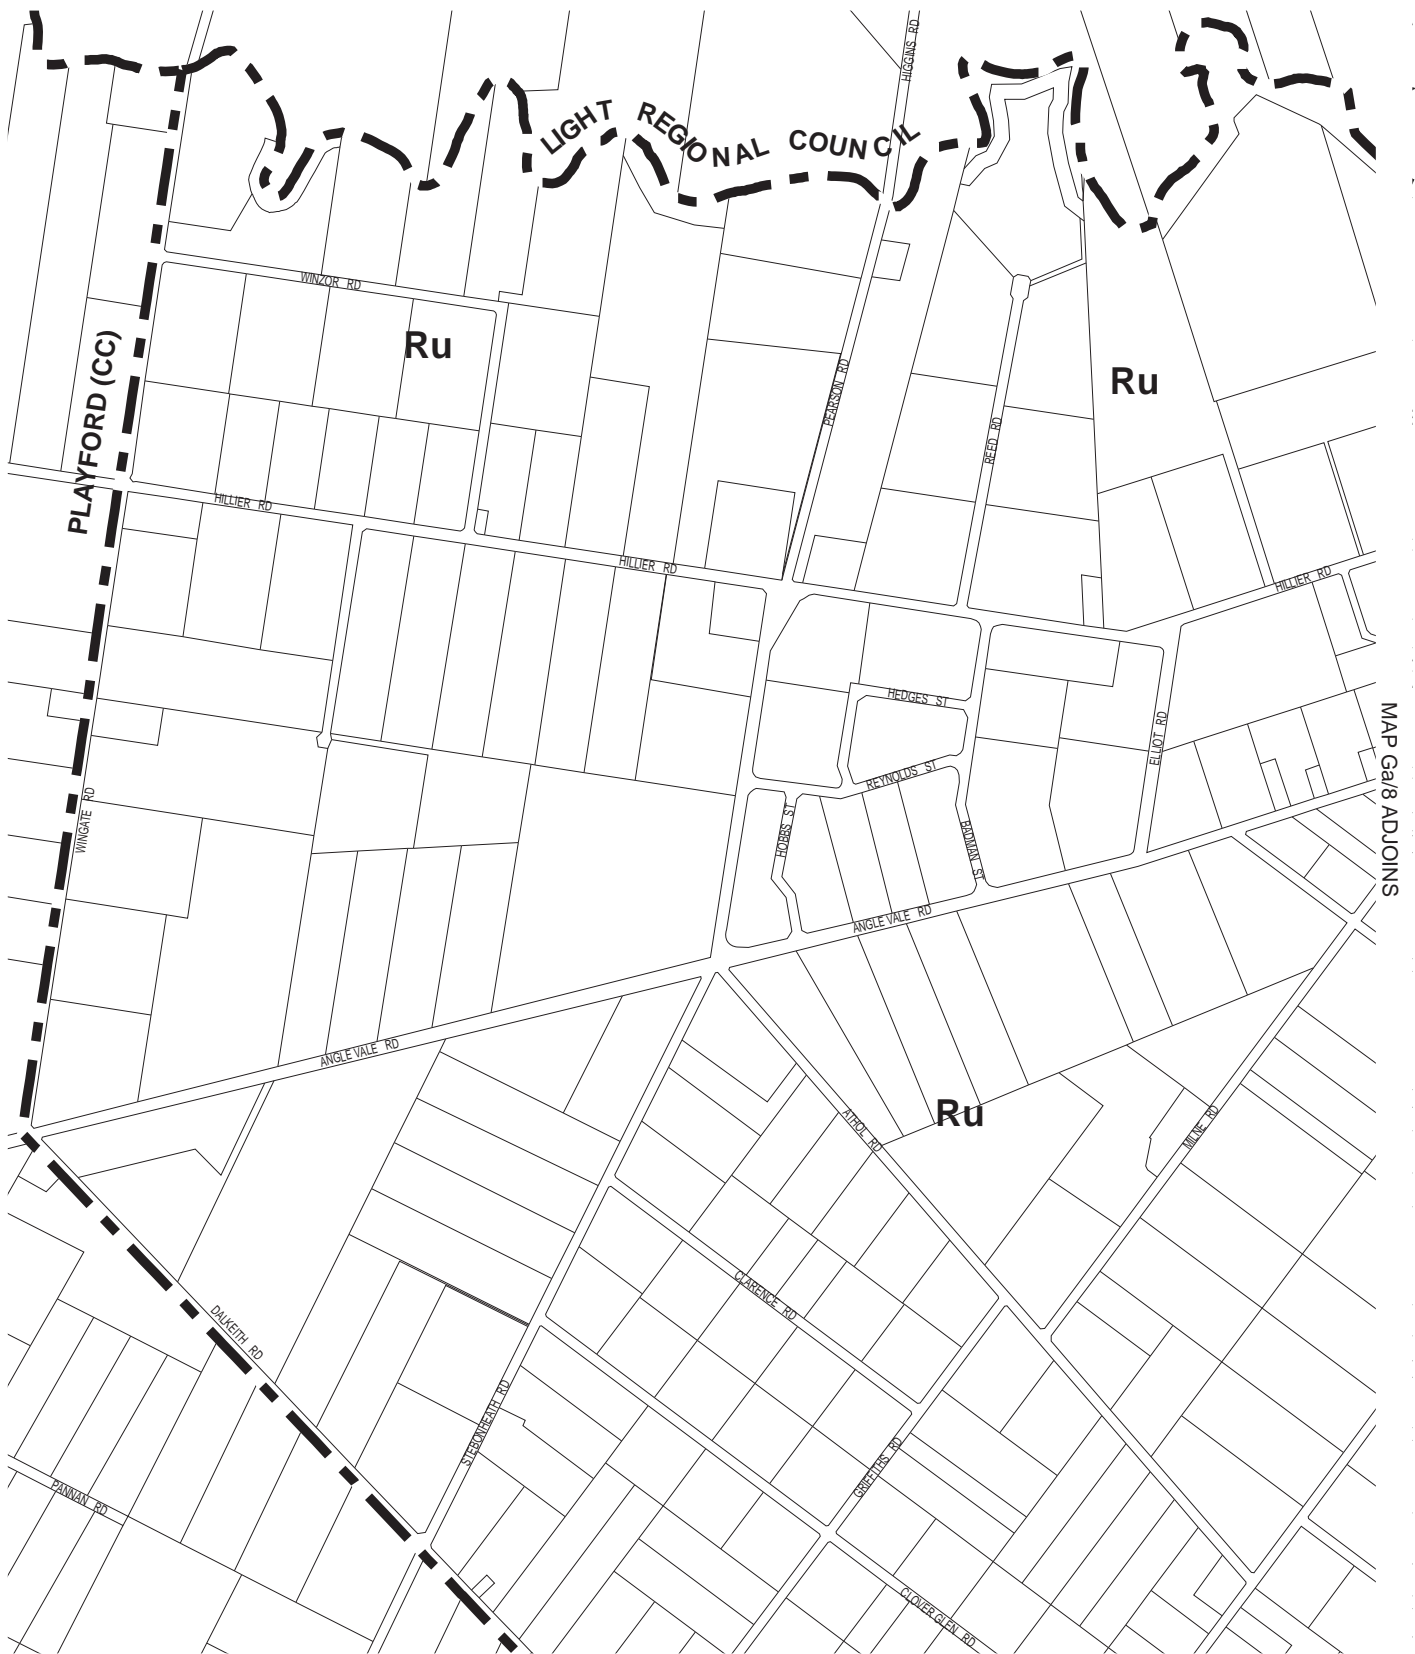 HIGGINS RD
LIGHT REGIONAL COUNCIL
WINZOR RD
Ru
Ru
PLAYFORD (CC)
PEARSON RD
REED RD
HILLIER RD
HILLIER RD
HILLIER RD
HEDGES ST
ELLIOT RD
MAP Ga/8 ADJOINS
REYNOLDS ST
WINGATE RD
HOBBS ST
BADMAN ST
ANGLE VALE RD
ANGLE VALE RD
Ru
ATHOL RD
MILNE RD
CLARENCE RD
DALKEITH RD
STEBONHEATH RD
GRIFFITHS RD
PANNAN RD
CLOVER GLEN RD